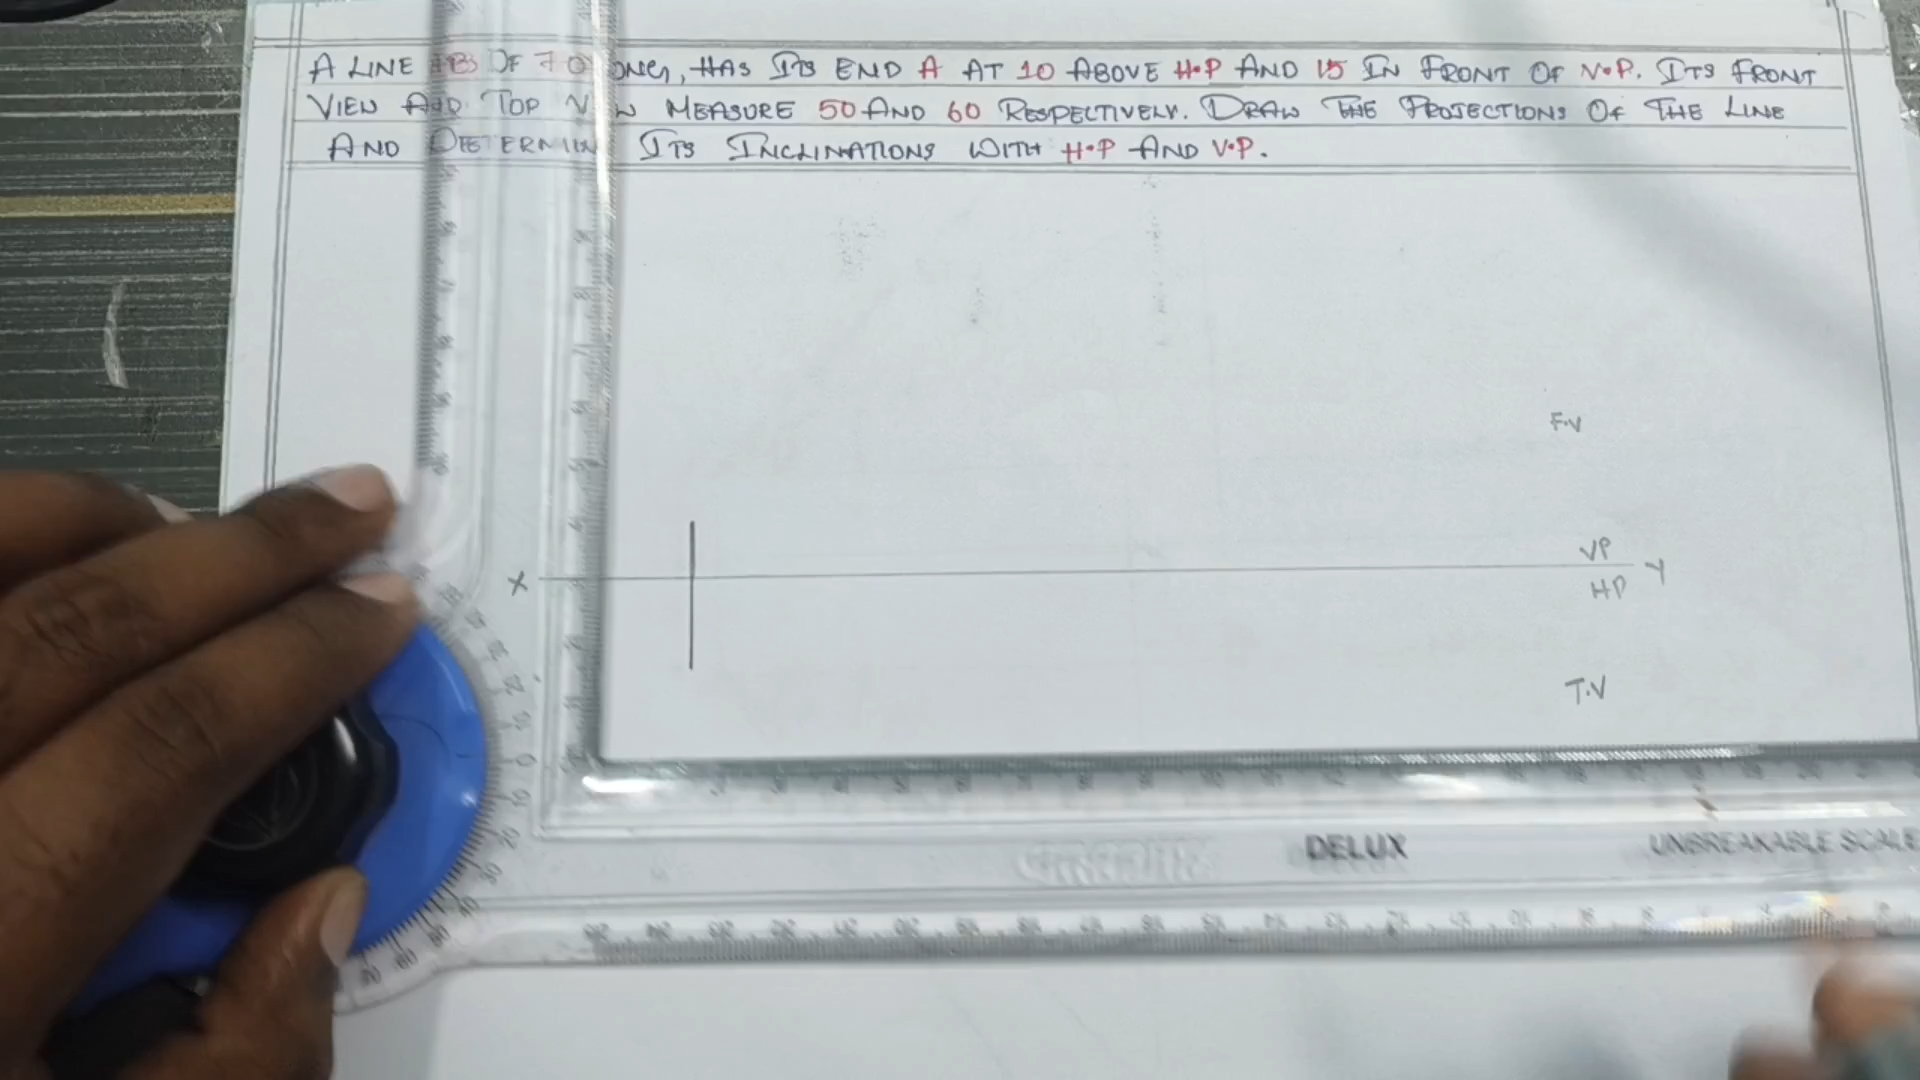 A LINE AB OF 70 LONG, HAS ITS END A AT 10 ABOVE H.P AND 15 IN FRONT OF V.P. ITS FRONT
VIEW AND TOP VIEW MEASURE 50 AND 60 RESPECTIVELY. DRAW THE PROJECTIONS OF THE LINE
AND DETERMIN ITS INCLINATIONS WITH H.P AND V.P.
F.V
VP
X
Y
HP
T.V
DELUX
UNBREAKABLE SCALE